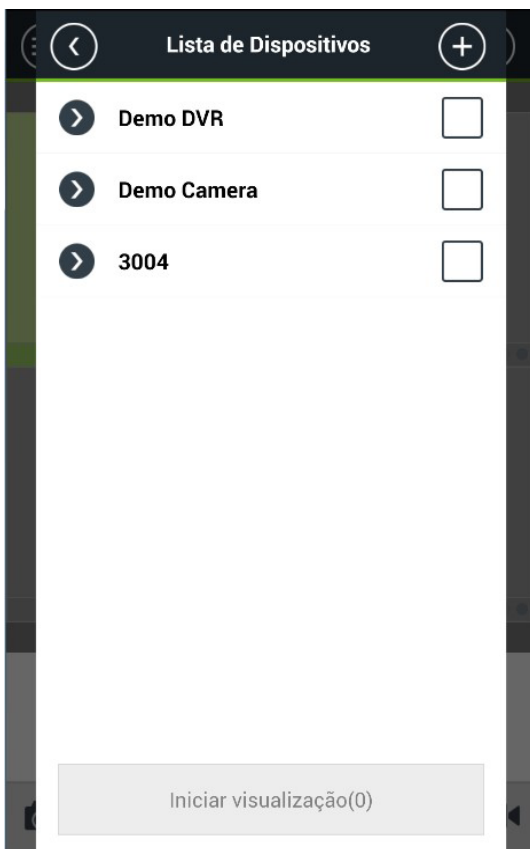 Lista de Dispositivos
Demo DVR
Demo Camera
3004
Iniciar visualização(0)